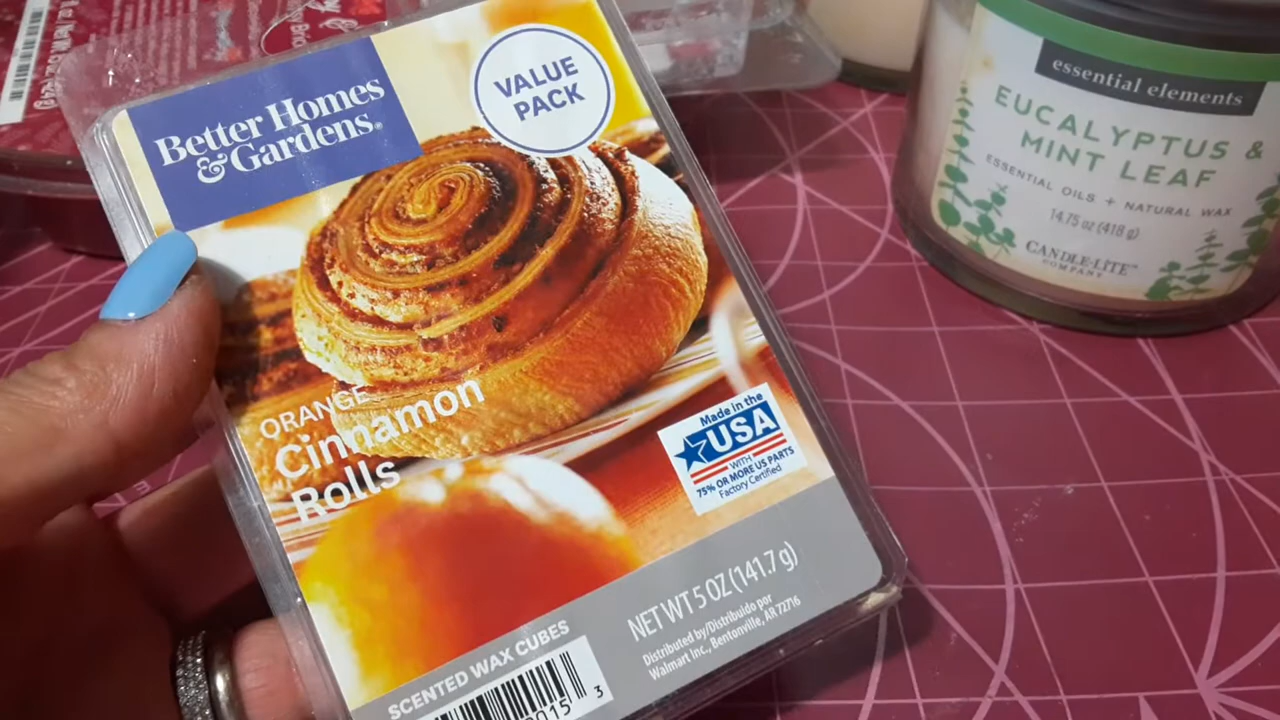 Better Homes
& Gardens®
VALUE
PACK
ORANGE
Cinnamon
Rolls
Made in the
USA
WITH
75% OR MORE US PARTS
Factory Certified
NET WT 5 OZ (141.7 g)
Distributed by/Distribuido por
Walmart Inc., Bentonville, AR 72716
SCENTED WAX CUBES
3
essential elements
EUCALYPTUS &
MINT LEAF
ESSENTIAL OILS + NATURAL WAX
14.75 oz (418 g)
CANDLE-LITE™
COMPANY